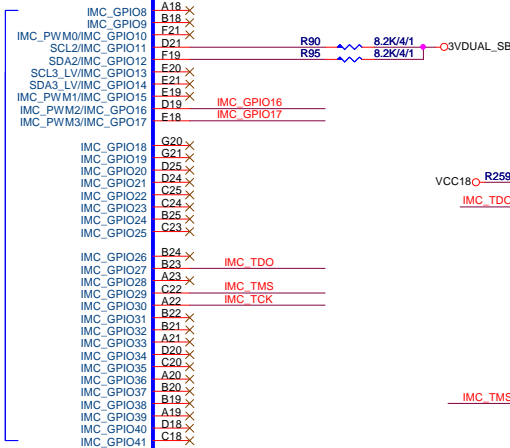 IMC_GPIO8 A18
IMC_GPIO9 B18
IMC_PWM0/IMC_GPIO10 F21
SCL2/IMC_GPIO11 D21 R90 8.2K/4/1 3VDUAL_SB
SDA2/IMC_GPIO12 F19 R95 8.2K/4/1
SCL3_LV/IMC_GPIO13 E20
SDA3_LV/IMC_GPIO14 E21
IMC_PWM1/IMC_GPIO15 E19
IMC_PWM2/IMC_GPO16 D19 IMC_GPIO16
IMC_PWM3/IMC_GPO17 E18 IMC_GPIO17
IMC_GPIO18 G20
IMC_GPIO19 G21
IMC_GPIO20 D25
IMC_GPIO21 D24 VCC18 R259
IMC_GPIO22 C25
IMC_GPIO23 C24 IMC_TDO
IMC_GPIO24 B25
IMC_GPIO25 C23
IMC_GPIO26 B24
IMC_GPIO27 B23 IMC_TDO
IMC_GPIO28 A23
IMC_GPIO29 C22 IMC_TMS
IMC_GPIO30 A22 IMC_TCK
IMC_GPIO31 B22
IMC_GPIO32 B21
IMC_GPIO33 A21
IMC_GPIO34 D20
IMC_GPIO35 C20
IMC_GPIO36 A20
IMC_GPIO37 B20
IMC_GPIO38 B19 IMC_TMS
IMC_GPIO39 A19
IMC_GPIO40 D18
IMC_GPIO41 C18